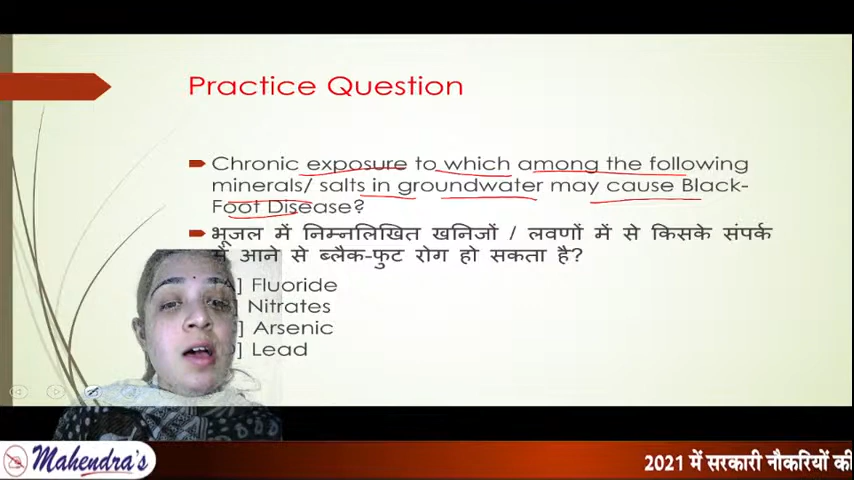 Practice Question
Chronic exposure to which among the following
minerals/ salts in groundwater may cause Black-
Foot Disease?
भूजल में निम्नलिखित खनिजों / लवणों में से किसके संपर्क
में आने से ब्लैक-फुट रोग हो सकता है?
] Fluoride
Nitrates
] Arsenic
] Lead
Mahendra's
2021 में सरकारी नौकरियों की